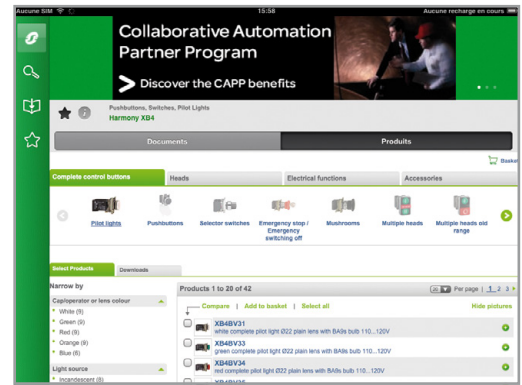 Aucune SIM
15:58
Aucune recharge en cours
Collaborative Automation
Partner Program
Discover the CAPP benefits
Pushbuttons, Switches, Pilot Lights
Harmony XB4
Documents
Produits
Basket
Complete control buttons
Heads
Electrical functions
Accessories
Pilot lights
Pushbuttons
Selector switches
Emergency stop /
Emergency
switching off
Mushrooms
Multiple heads
Multiple heads old
range
Select Products
Downloads
Narrow by
Products 1 to 20 of 42
20
Per page | 1 2 3
Cap/operator or lens colour
White (9)
Green (9)
Red (9)
Orange (9)
Blue (6)
Light source
Incandescent (8)
Compare | Add to basket | Select all
Hide pictures
XB4BV31
white complete pilot light Ø22 plain lens with BA9s bulb 110...120V
XB4BV33
green complete pilot light Ø22 plain lens with BA9s bulb 110...120V
XB4BV34
red complete pilot light Ø22 plain lens with BA9s bulb 110...120V